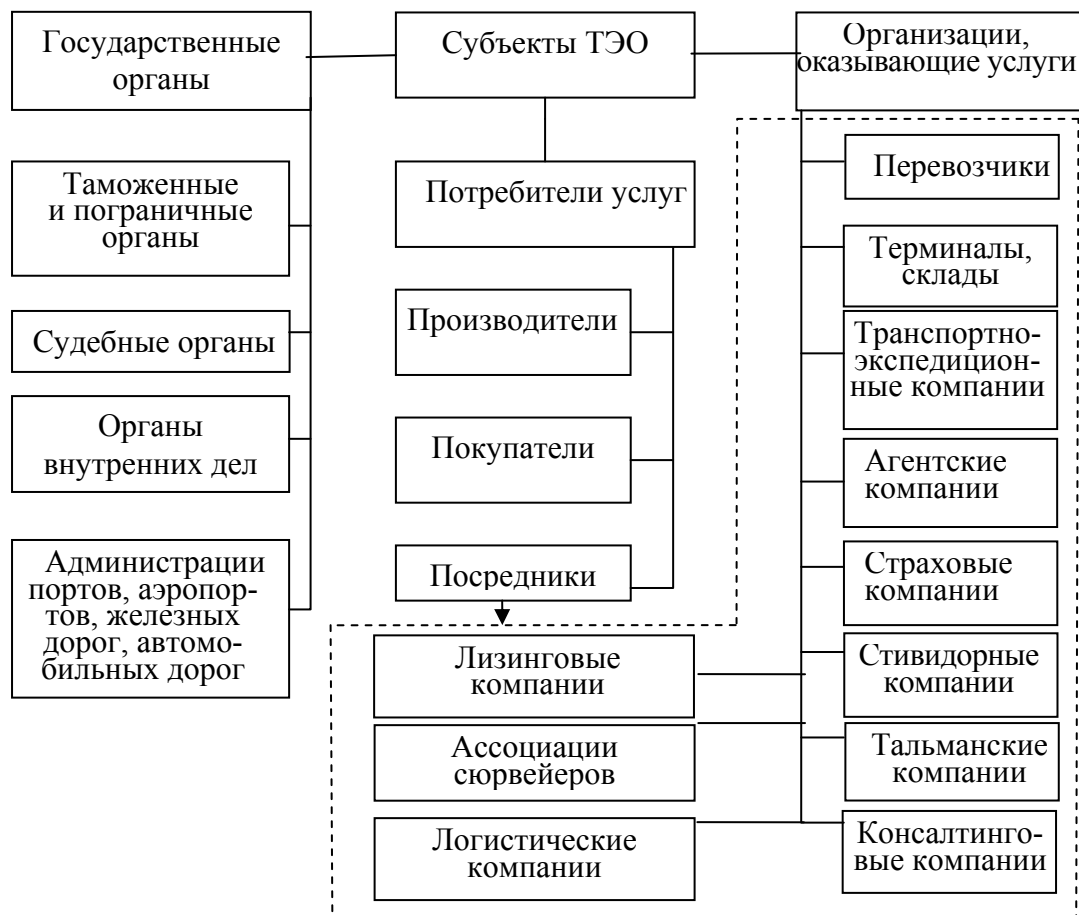 Государственные
органы
Субъекты ТЭО
Организации,
оказывающие услуги
Таможенные
и пограничные
органы
Судебные органы
Органы
внутренних дел
Администрации
портов, аэропор-
тов, железных
дорог, автомо-
бильных дорог
Потребители услуг
Производители
Покупатели
Посредники
Перевозчики
Терминалы,
склады
Транспортно-
экспедицион-
ные компании
Агентские
компании
Страховые
компании
Стивидорные
компании
Тальманские
компании
Консалтинго-
вые компании
Лизинговые
компании
Ассоциации
сюрвейеров
Логистические
компании